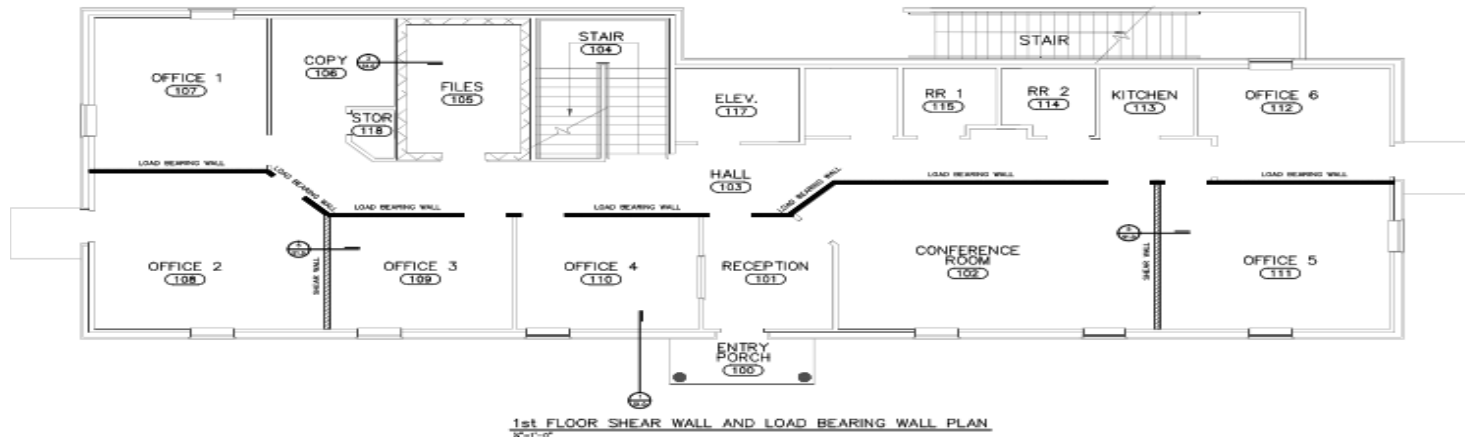 STAIR
104
STAIR
COPY
106
OFFICE 1
107
FILES
105
STOR
118
ELEV.
117
RR 1
115
RR 2
114
KITCHEN
113
OFFICE 6
112
LOAD BEARING WALL
LOAD BEARING WALL
HALL
103
LOAD BEARING WALL
LOAD BEARING WALL
LOAD BEARING WALL
LOAD BEARING WALL
LOAD BEARING WALL
LOAD BEARING WALL
OFFICE 2
108
SHEAR WALL
OFFICE 3
109
OFFICE 4
110
RECEPTION
101
CONFERENCE
ROOM
102
SHEAR WALL
OFFICE 5
111
ENTRY
PORCH
100
1st FLOOR SHEAR WALL AND LOAD BEARING WALL PLAN